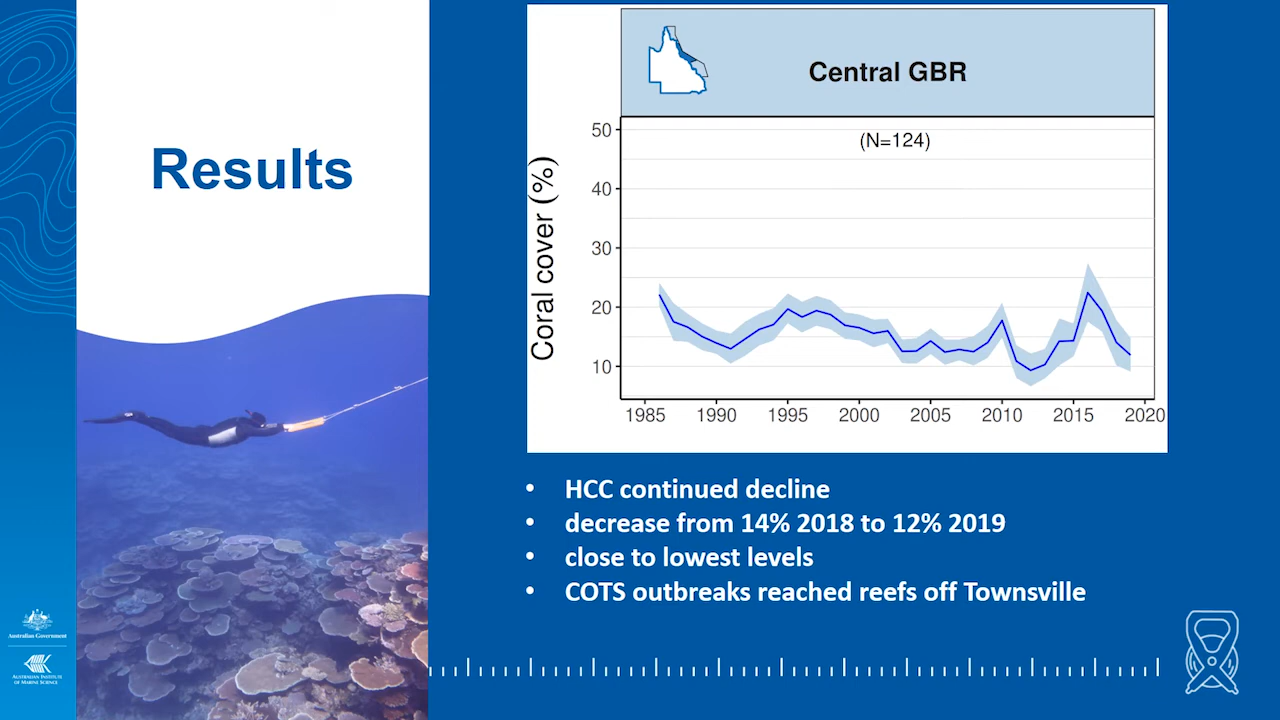 Results
Central GBR
(N=124)
Coral cover (%)
50
40
30
20
10
1985 1990 1995 2000 2005 2010 2015 2020
• HCC continued decline
• decrease from 14% 2018 to 12% 2019
• close to lowest levels
• COTS outbreaks reached reefs off Townsville
Australian Government
AUSTRALIAN INSTITUTE
OF MARINE SCIENCE